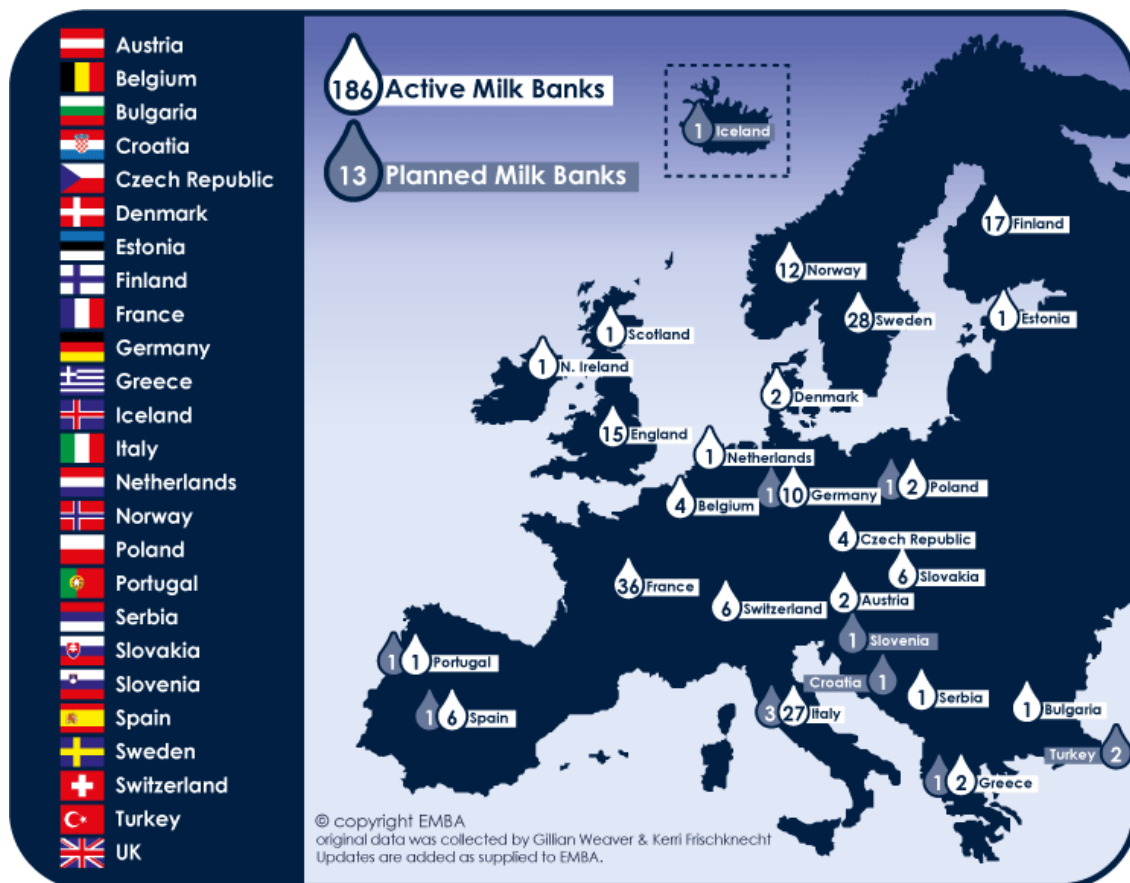 Austria
Belgium
Bulgaria
Croatia
Czech Republic
Denmark
Estonia
Finland
France
Germany
Greece
Iceland
Italy
Netherlands
Norway
Poland
Portugal
Serbia
Slovakia
Slovenia
Spain
Sweden
Switzerland
Turkey
UK
186 Active Milk Banks
13 Planned Milk Banks
1 Iceland
17 Finland
12 Norway
28 Sweden
1 Estonia
1 Scotland
1 N. Ireland
2 Denmark
15 England
1 Netherlands
4 Belgium
1 10 Germany
1 2 Poland
4 Czech Republic
6 Slovakia
36 France
6 Switzerland
2 Austria
1 Slovenia
1 1 Portugal
Croatia 1
1 Serbia
1 6 Spain
3 27 Italy
1 Bulgaria
Turkey 2
1 2 Greece
© copyright EMBA
original data was collected by Gillian Weaver & Kerri Frischknecht
Updates are added as supplied to EMBA.